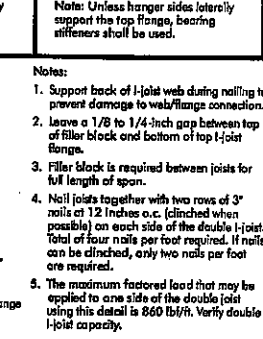 y
Note: Unless hanger sides laterally
support the top flange, bearing
stiffeners shall be used.
Notes:
1. Support back of I-joist web during nailing to
prevent damage to web/flange connection.
2. Leave a 1/8 to 1/4-inch gap between top
of filler block and bottom of top I-joist
flange.
3. Filler block is required between joists for
full length of span.
4. Nail joists together with two rows of 3"
nails at 12 inches o.c. (clinched when
possible) on each side of the double I-joist.
Total of four nails per foot required. If nails
can be clinched, only two nails per foot
are required.
5. The maximum factored load that may be
applied to one side of the double joist
using this detail is 860 lbf/ft. Verify double
I-joist capacity.
ange